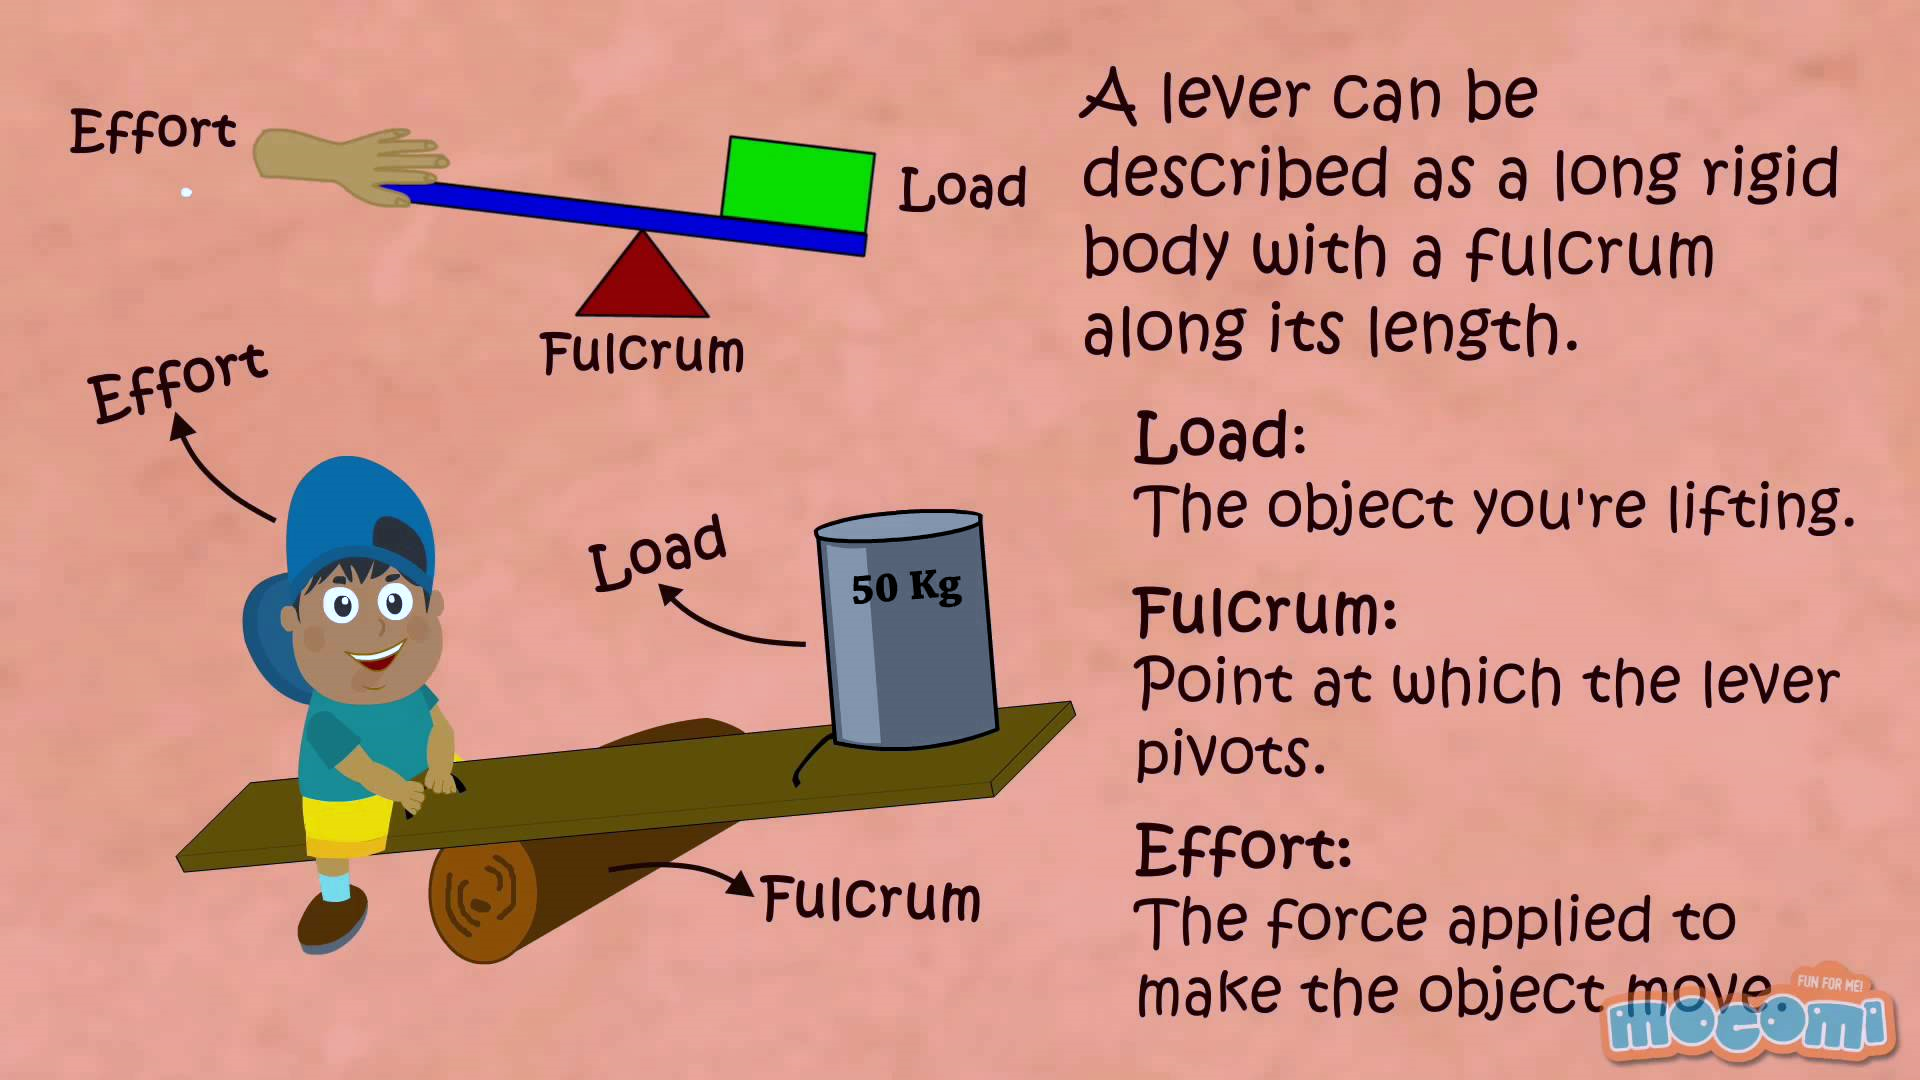 Effort
Load
Fulcrum
A lever can be
described as a long rigid
body with a fulcrum
along its length.
Effort
Load
50 Kg
Fulcrum
Load:
The object you're lifting.
Fulcrum:
Point at which the lever
pivots.
Effort:
The force applied to
make the object move.
FUN FOR ME!
mocomi